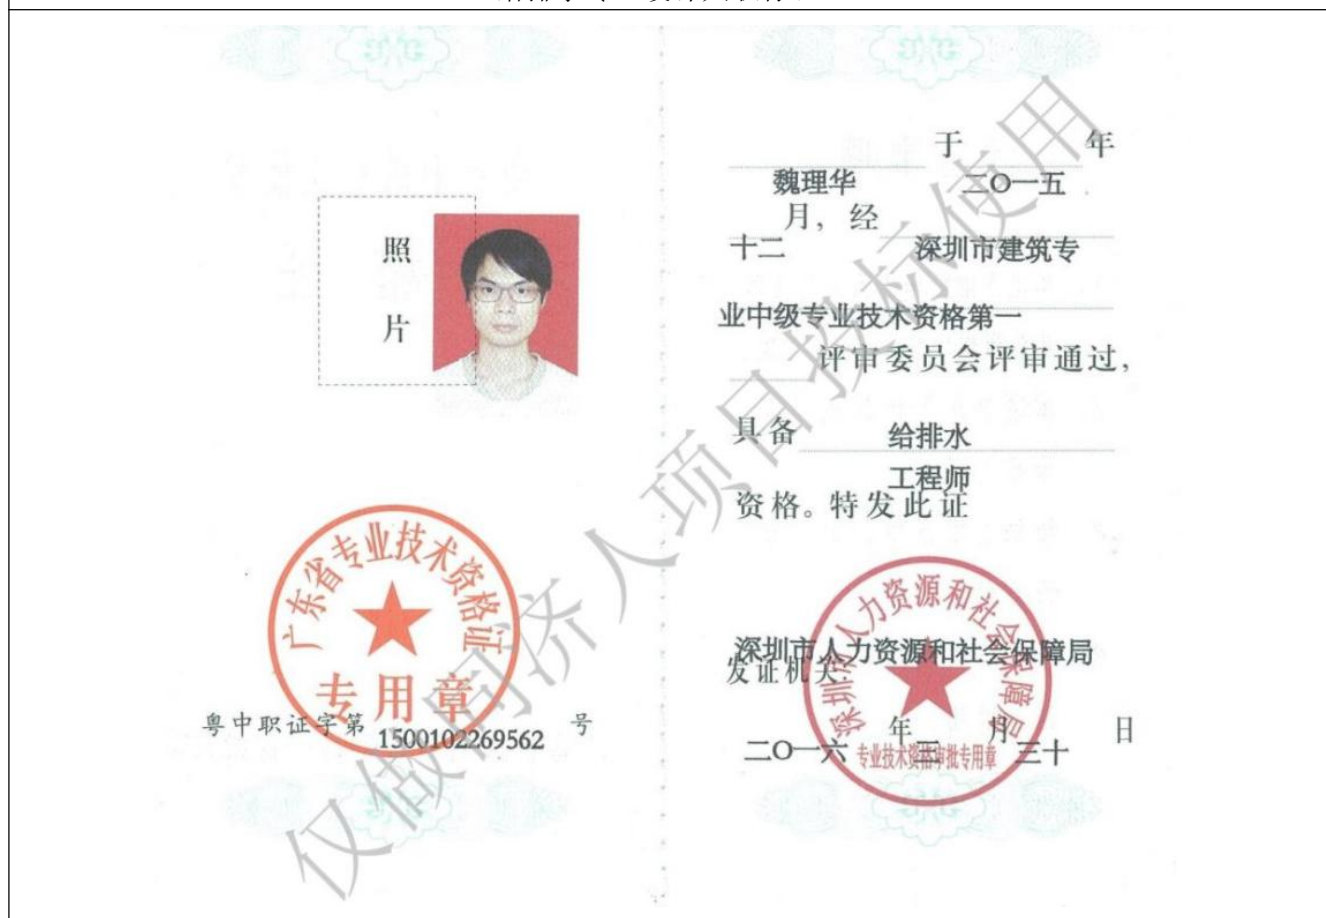 照
片
广东省专业技术资格证
专用章
粤中职证字第 1500102269562 号
于 年
魏理华 二〇一五
月，经
十二 深圳市建筑专
业中级专业技术资格第一
评审委员会评审通过，
具备 给排水
工程师
资格。特发此证
深圳市人力资源和社会保障局
深圳市人力资源和社会保障局
发证机关：
年 月 日
二〇一六 三 三十
专业技术资格审批专用章
仅做同济人项目投标使用